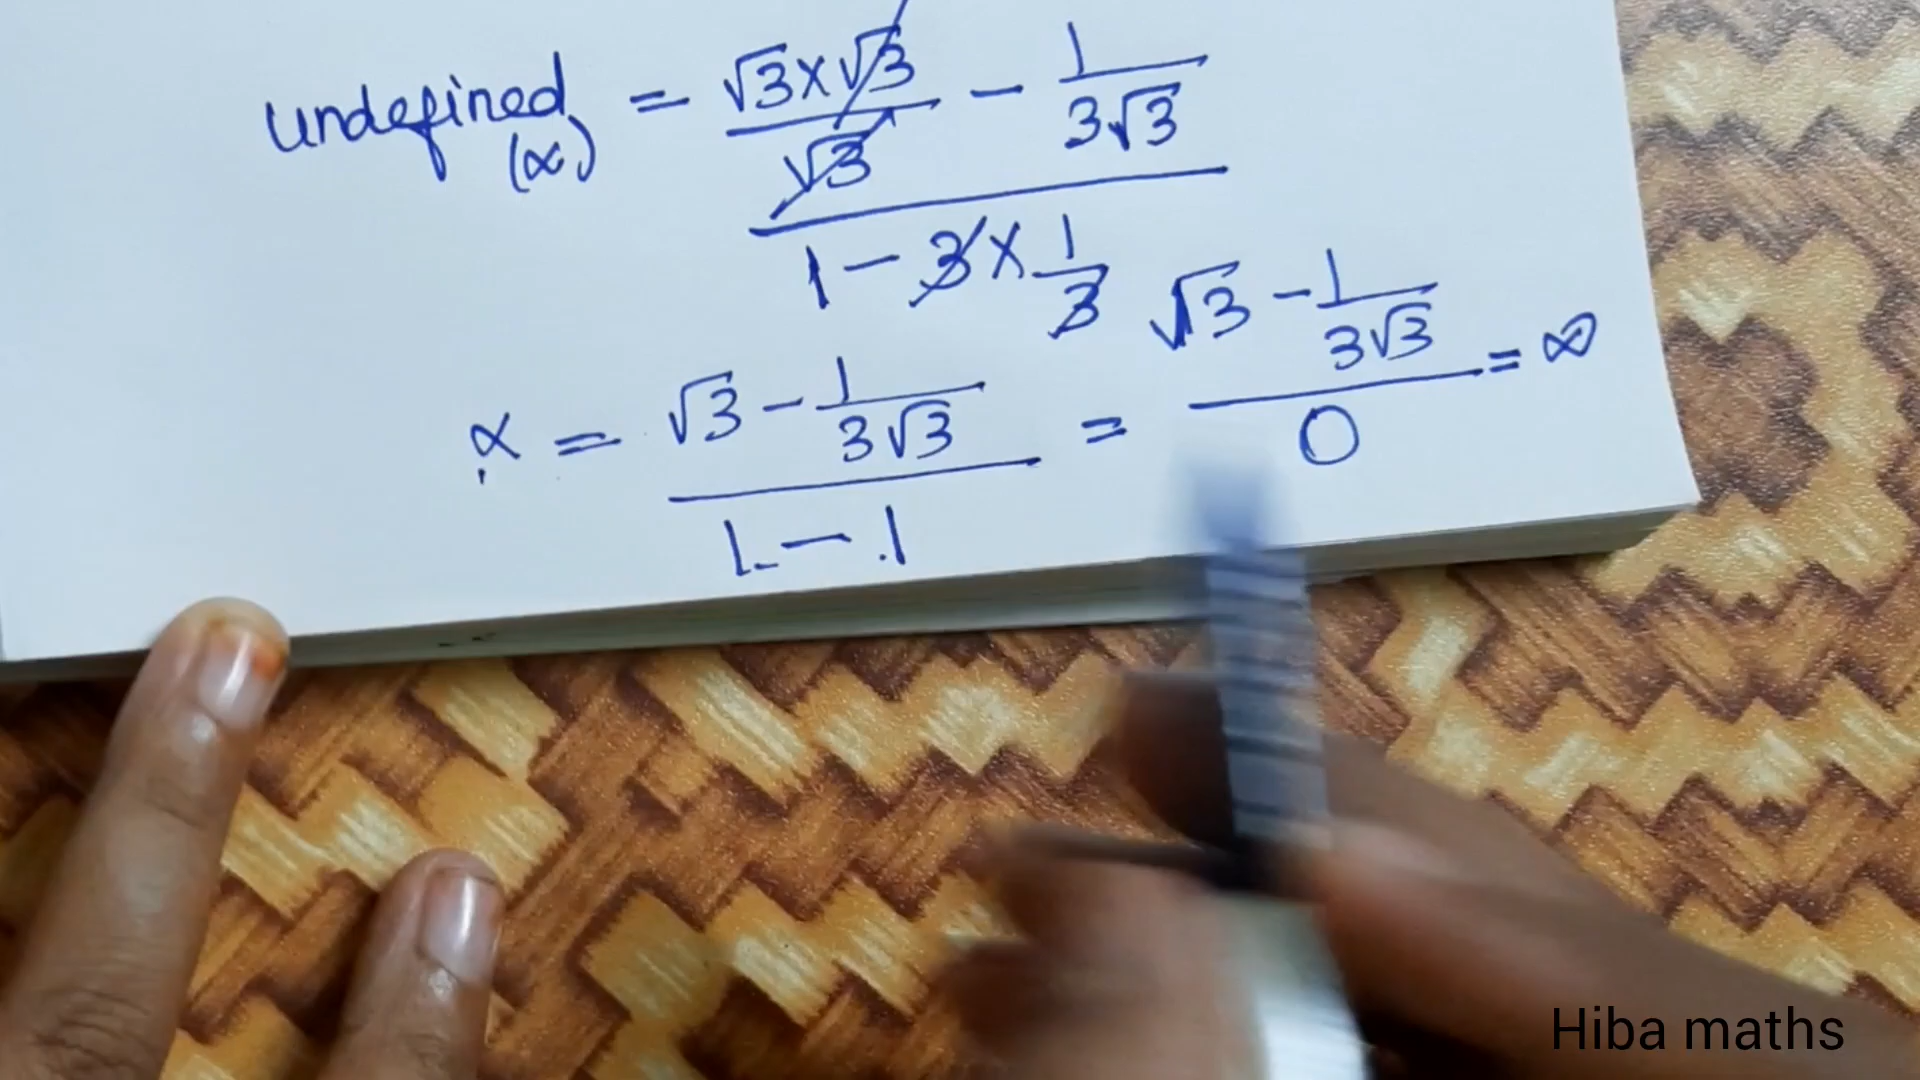 undefined = √3×√3/√3 - 1/3√3
(∝) 1 - 3 × 1/3
∝ = √3 - 1/3√3 / 1 - 1 = √3 - 1/3√3 / 0 = ∞
Hiba maths